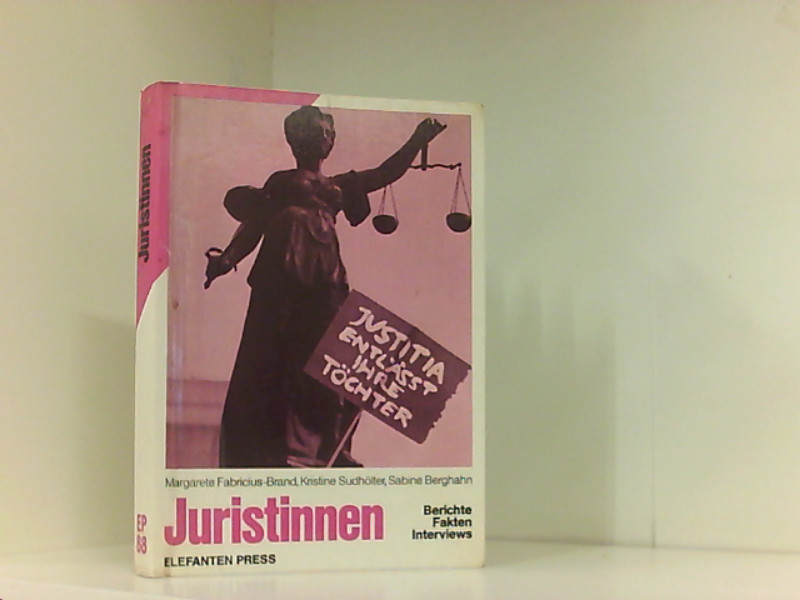 Juristinnen
EP
88
JUSTITIA
ENTLÄSST
IHRE
TÖCHTER
Margarete Fabricius-Brand, Kristine Sudhölter, Sabine Berghahn
Juristinnen
Berichte
Fakten
Interviews
ELEFANTEN PRESS